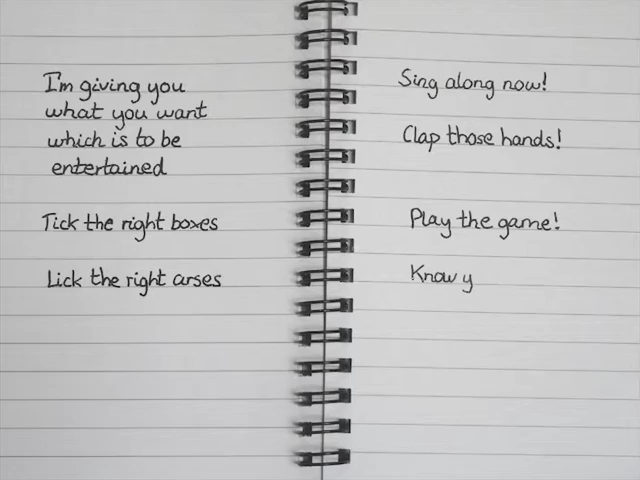 I'm giving you
what you want
which is to be
entertained
Tick the right boxes
Lick the right arses
Sing along now!
Clap those hands!
Play the game!
Know y